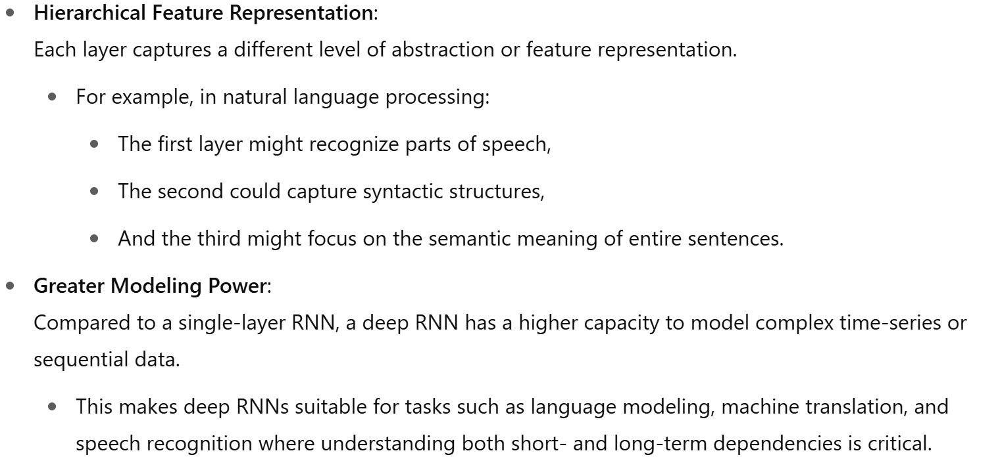 Hierarchical Feature Representation:
Each layer captures a different level of abstraction or feature representation.
For example, in natural language processing:
The first layer might recognize parts of speech,
The second could capture syntactic structures,
And the third might focus on the semantic meaning of entire sentences.
Greater Modeling Power:
Compared to a single-layer RNN, a deep RNN has a higher capacity to model complex time-series or
sequential data.
This makes deep RNNs suitable for tasks such as language modeling, machine translation, and
speech recognition where understanding both short- and long-term dependencies is critical.